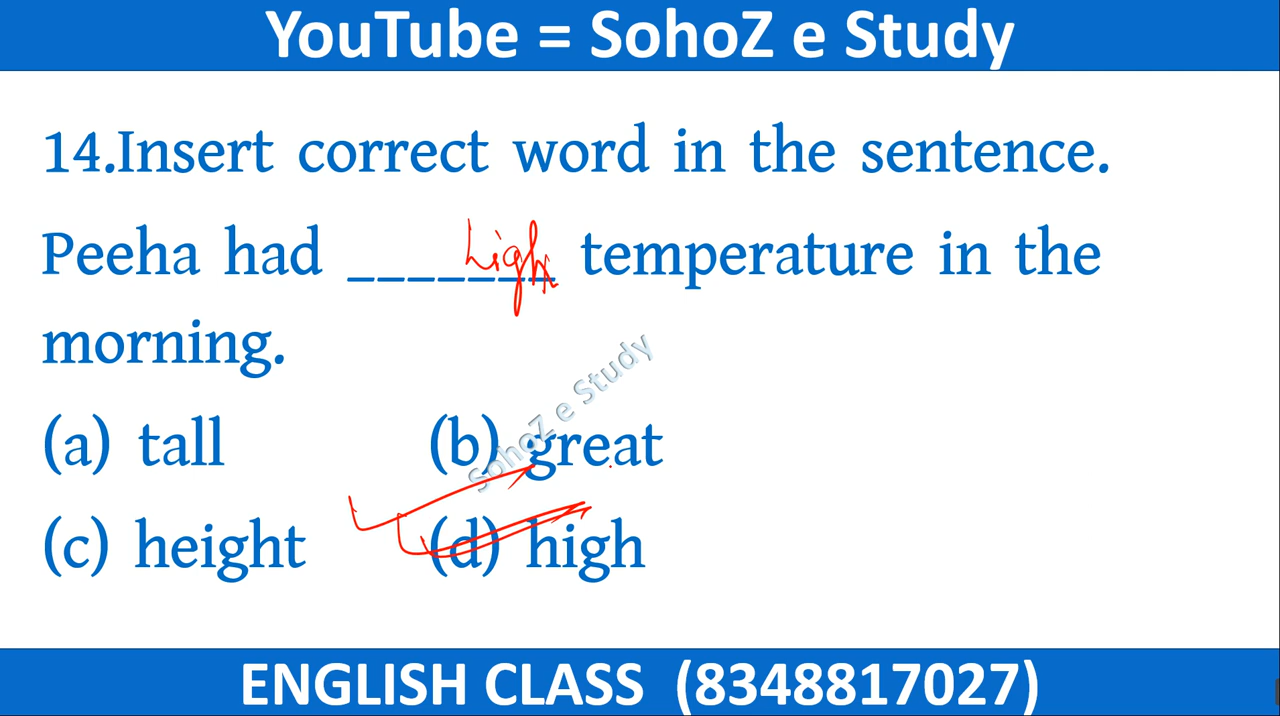 YouTube = SohoZ e Study
14.Insert correct word in the sentence.
Peeha had _______ high temperature in the
morning.
(a) tall (b) great
(c) height (d) high
SohoZ e Study
ENGLISH CLASS (8348817027)